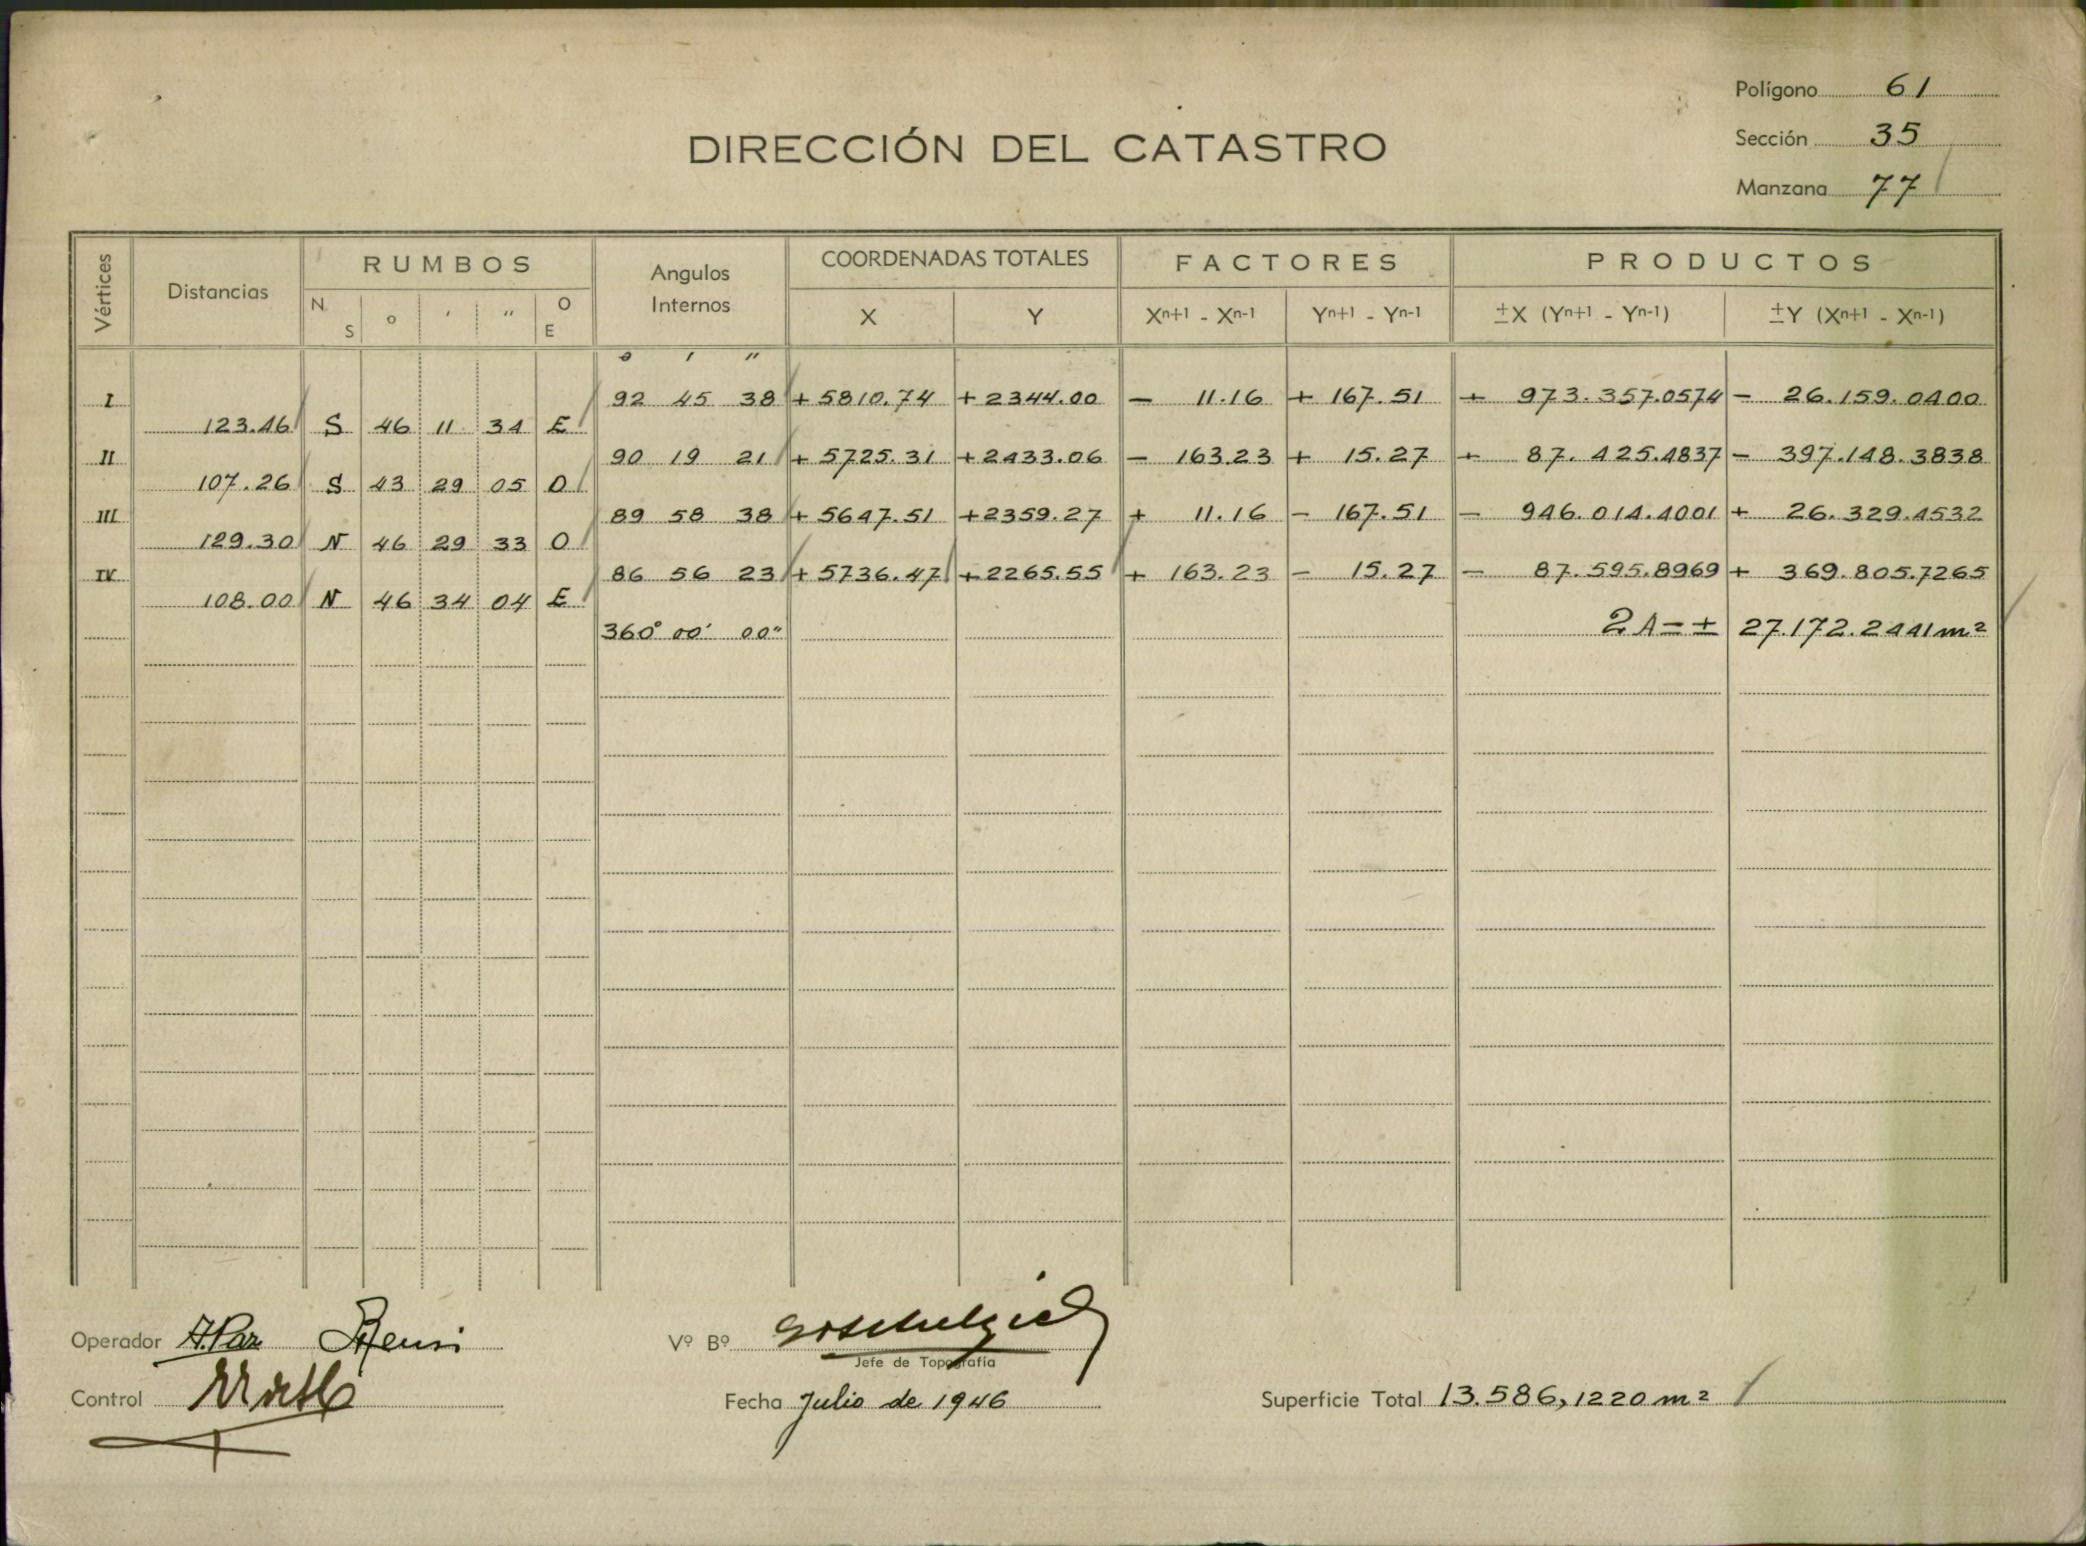 Polígono 61
DIRECCIÓN DEL CATASTRO
Sección 35
Manzana 77
Vértices Distancias RUMBOS Angulos Internos COORDENADAS TOTALES FACTORES PRODUCTOS
N S o ′ ″ O E X Y Xn+1 - Xn-1 Yn+1 - Yn-1 ±X (Yn+1 - Yn-1) ±Y (Xn+1 - Xn-1)
o ′ ″
I 92 45 38 +5810.74 +2344.00 - 11.16 + 167.51 + 973.357.0574 - 26.159.0400
123.46 S 46 11 34 E
II 90 19 21 +5725.31 +2433.06 - 163.23 + 15.27 + 87.425.4837 - 397.148.3838
107.26 S 43 29 05 O
III 89 58 38 +5647.51 +2359.27 + 11.16 - 167.51 - 946.014.4001 + 26.329.4532
129.30 N 46 29 33 O
IV 86 56 23 +5736.47 +2265.55 + 163.23 - 15.27 - 87.595.8969 + 369.805.7265
108.00 N 46 34 04 E
360° 00′ 00″ 2A=± 27.172.2441 m²
Operador
Vº Bº
Jefe de Topografía
Control
Fecha Julio de 1946
Superficie Total 13.586,1220 m²